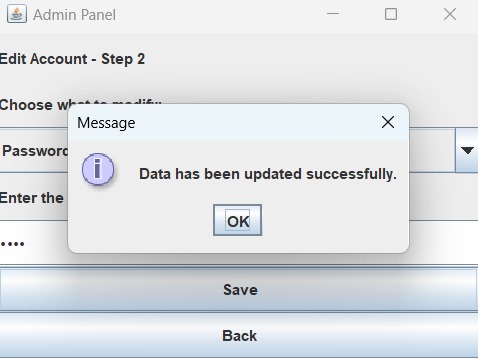 Admin Panel
Edit Account - Step 2
Choose what to modify:
Message
Password
Data has been updated successfully.
Enter the
OK
Save
Back